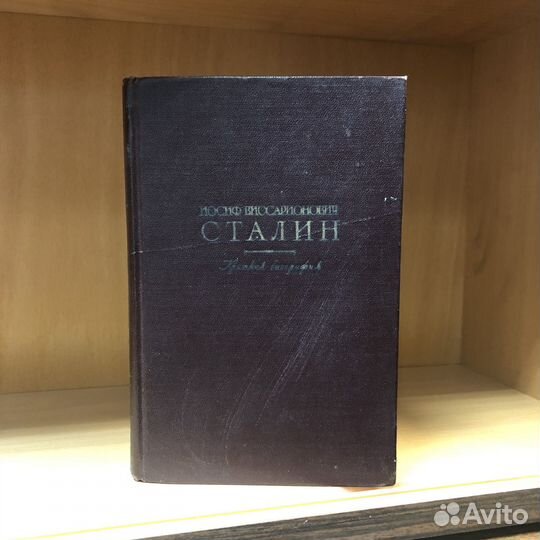 ИОСИФ ВИССАРИОНОВИЧ
СТАЛИН
Краткая биография
Avito